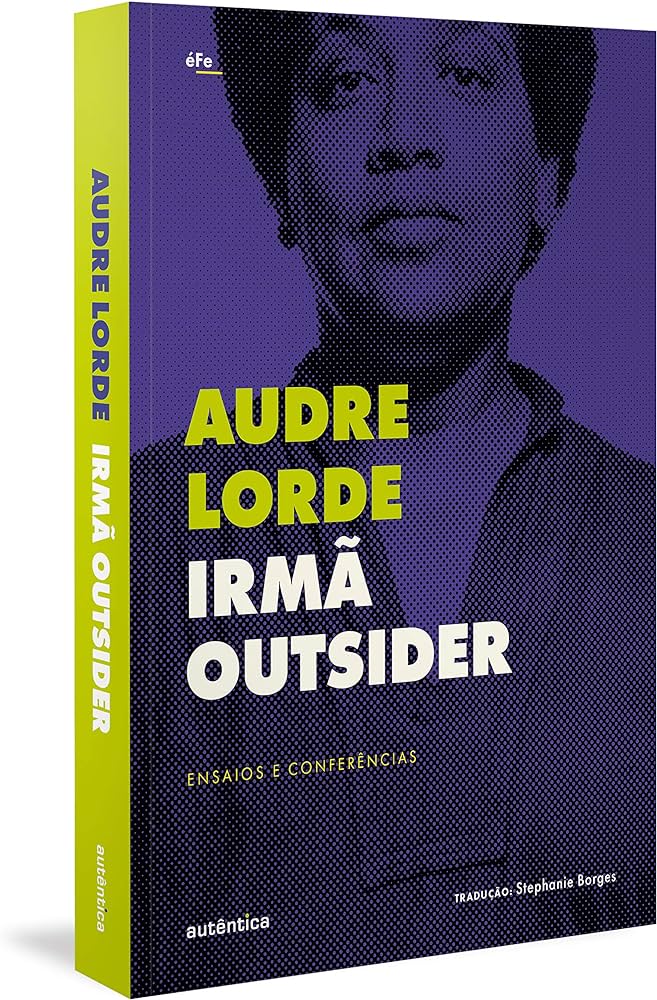 éFe
AUDRE
LORDE
IRMÃ
OUTSIDER
ENSAIOS E CONFERÊNCIAS
TRADUÇÃO: Stephanie Borges
autêntica
AUDRE LORDE IRMÃ OUTSIDER
autêntica